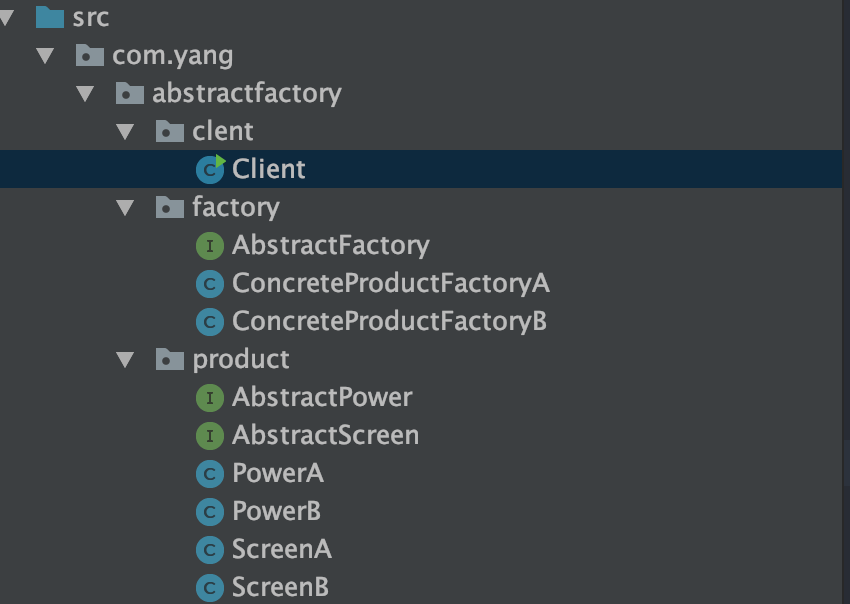 src
com.yang
abstractfactory
clent
Client
factory
AbstractFactory
ConcreteProductFactoryA
ConcreteProductFactoryB
product
AbstractPower
AbstractScreen
PowerA
PowerB
ScreenA
ScreenB